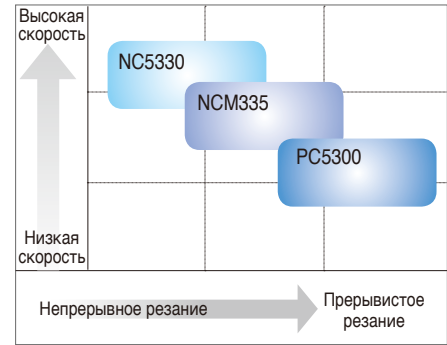 Высокая
скорость
NC5330
NCM335
PC5300
Низкая
скорость
Непрерывное резание
Прерывистое
резание